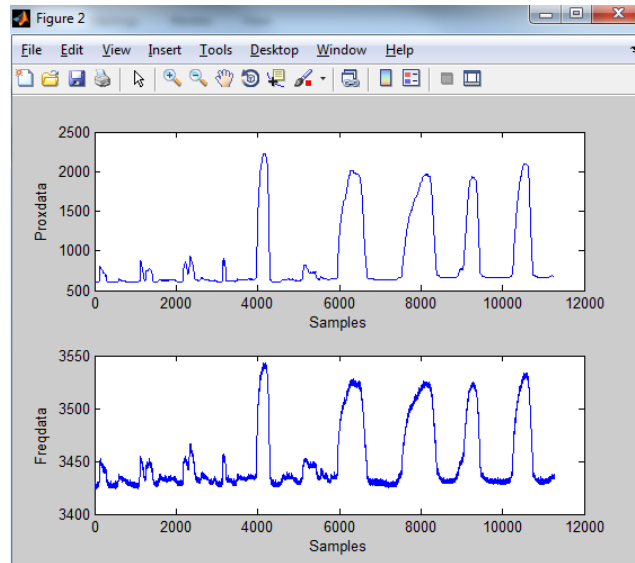 Figure 2
File Edit View Insert Tools Desktop Window Help
2500
2000
1500
1000
500
Proxdata
0 2000 4000 6000 8000 10000 12000
Samples
3550
3500
3450
3400
Freqdata
0 2000 4000 6000 8000 10000 12000
Samples